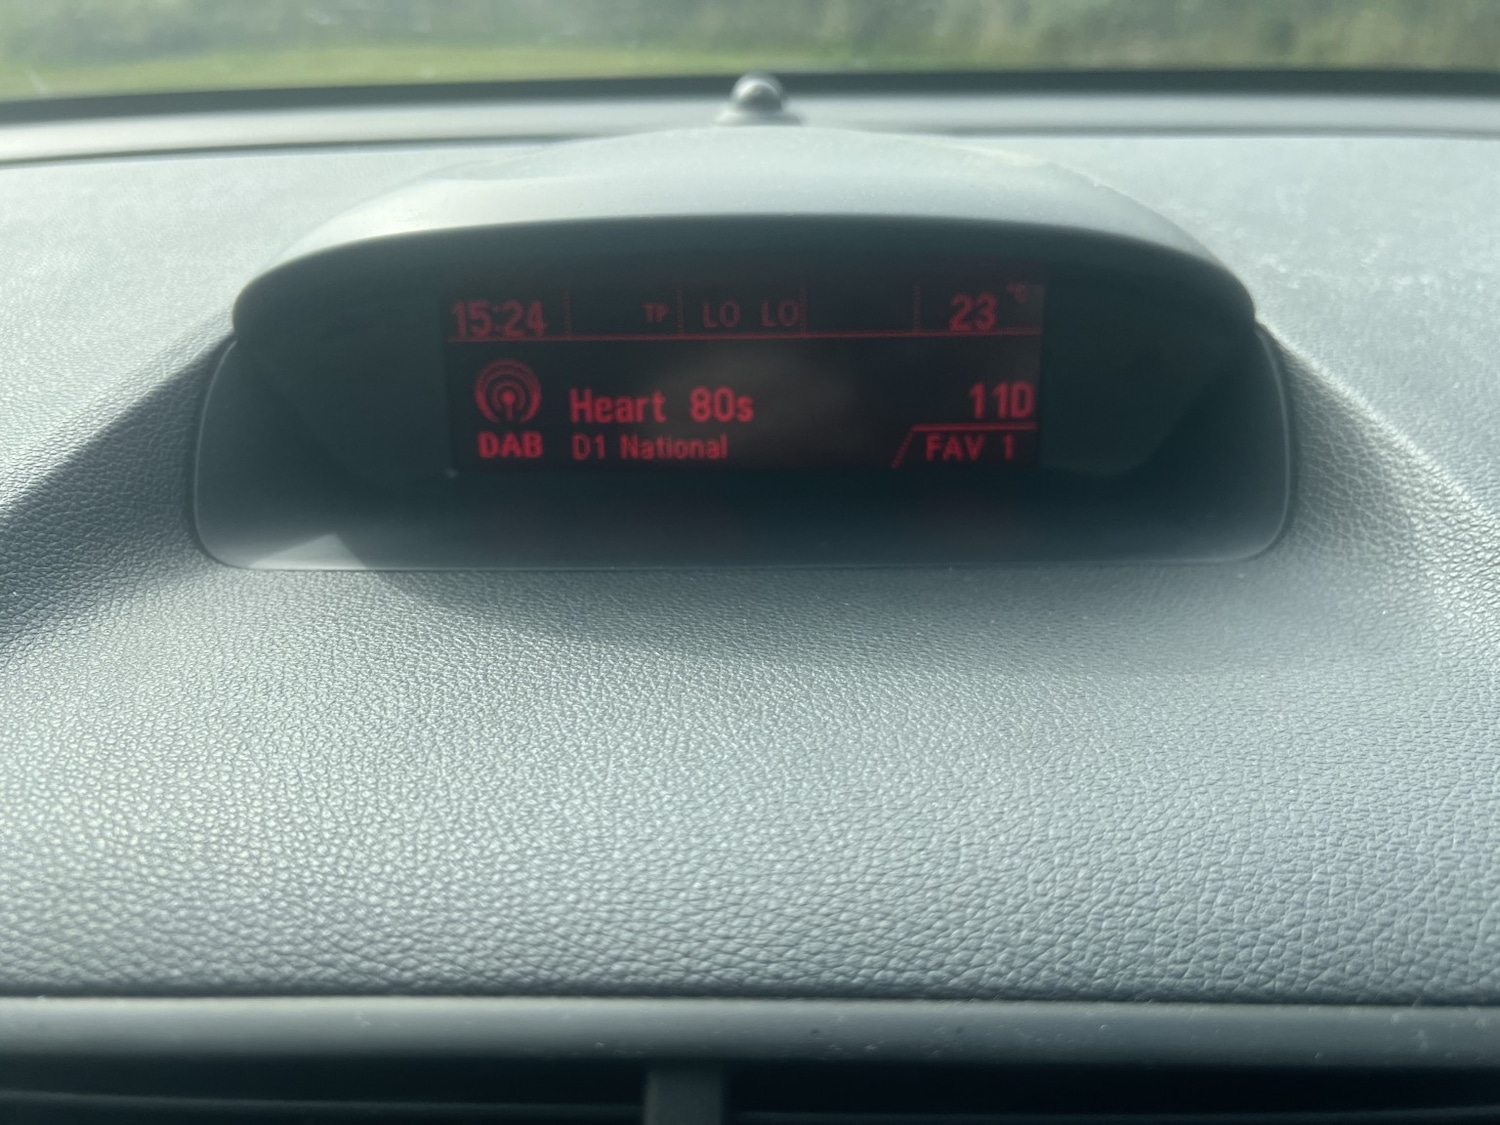 15:24 TP LO LO 23 °C
Heart 80s 11D
DAB D1 National FAV 1